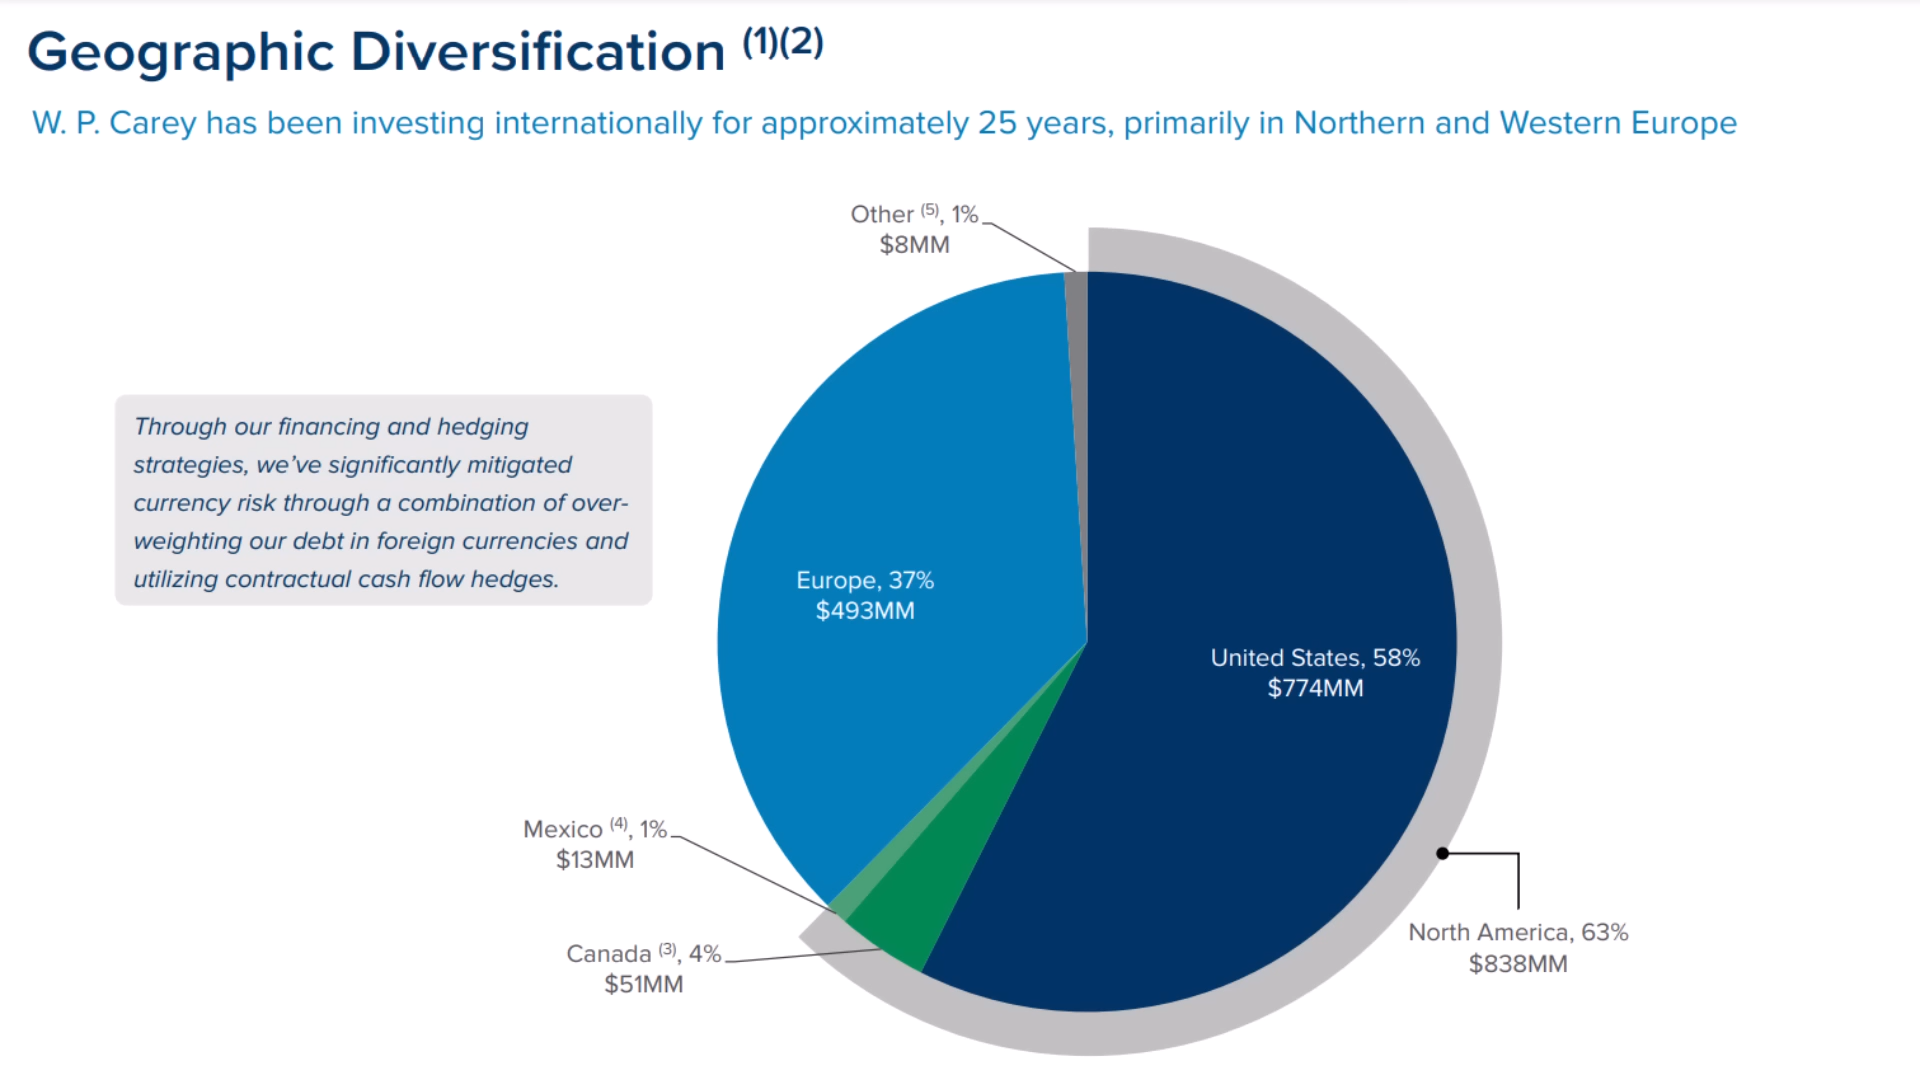 Geographic Diversification (1)(2)
W. P. Carey has been investing internationally for approximately 25 years, primarily in Northern and Western Europe
Other (5), 1%
$8MM
Through our financing and hedging
strategies, we've significantly mitigated
currency risk through a combination of over-
weighting our debt in foreign currencies and
utilizing contractual cash flow hedges.
Europe, 37%
$493MM
United States, 58%
$774MM
Mexico (4), 1%
$13MM
Canada (3), 4%
$51MM
North America, 63%
$838MM